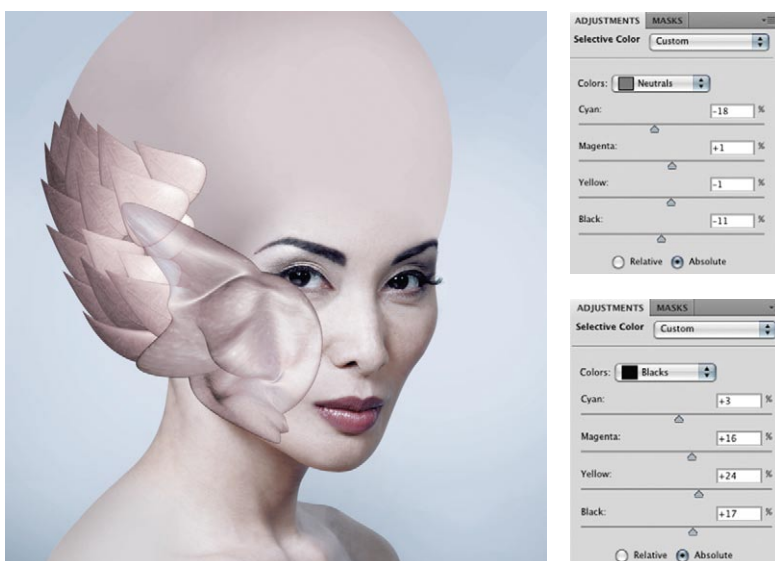 ADJUSTMENTS MASKS
Selective Color Custom
Colors: Neutrals
Cyan: -18 %
Magenta: +1 %
Yellow: -1 %
Black: -11 %
Relative Absolute
ADJUSTMENTS MASKS
Selective Color Custom
Colors: Blacks
Cyan: +3 %
Magenta: +16 %
Yellow: +24 %
Black: +17 %
Relative Absolute